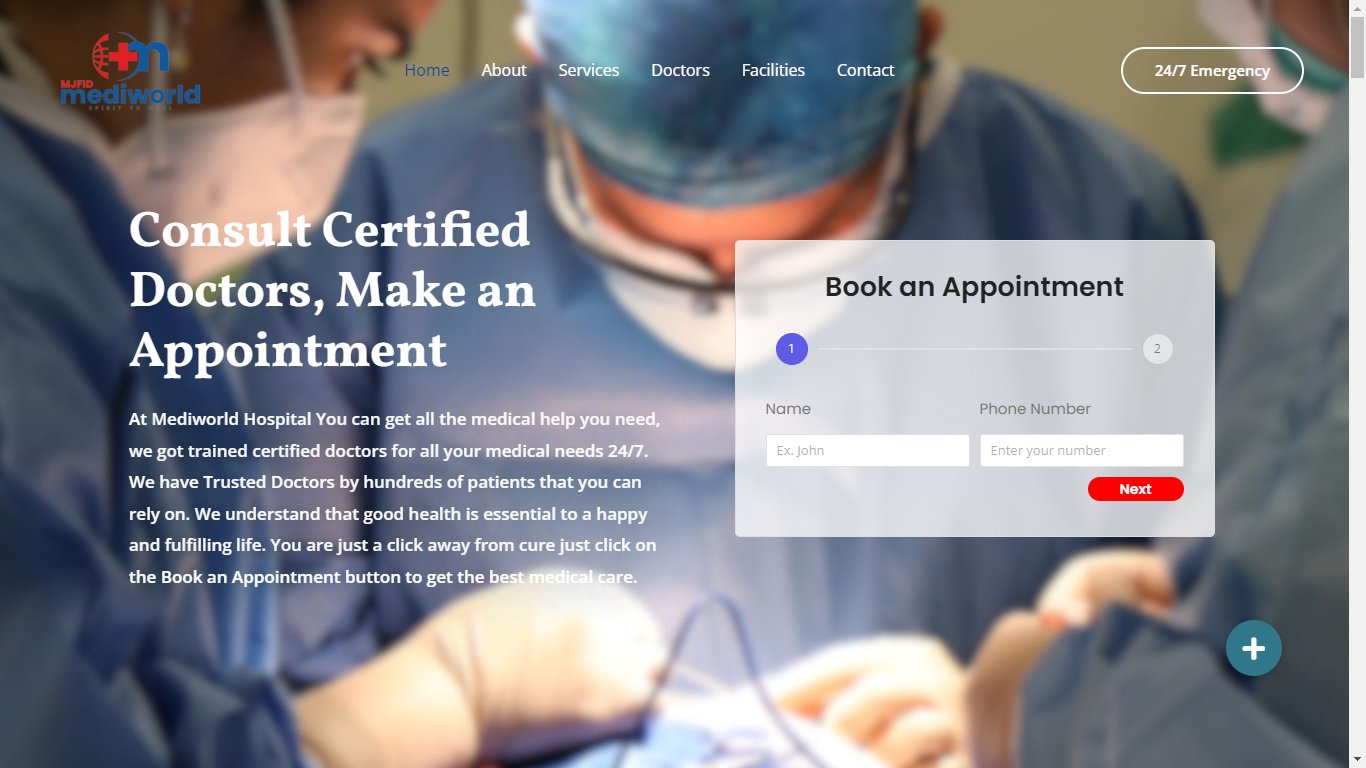 MJFID
mediworld
SPIRIT TO HEAL
Home
About
Services
Doctors
Facilities
Contact
24/7 Emergency
Consult Certified
Doctors, Make an
Appointment
At Mediworld Hospital You can get all the medical help you need,
we got trained certified doctors for all your medical needs 24/7.
We have Trusted Doctors by hundreds of patients that you can
rely on. We understand that good health is essential to a happy
and fulfilling life. You are just a click away from cure just click on
the Book an Appointment button to get the best medical care.
Book an Appointment
1
2
Name
Phone Number
Ex. John
Enter your number
Next